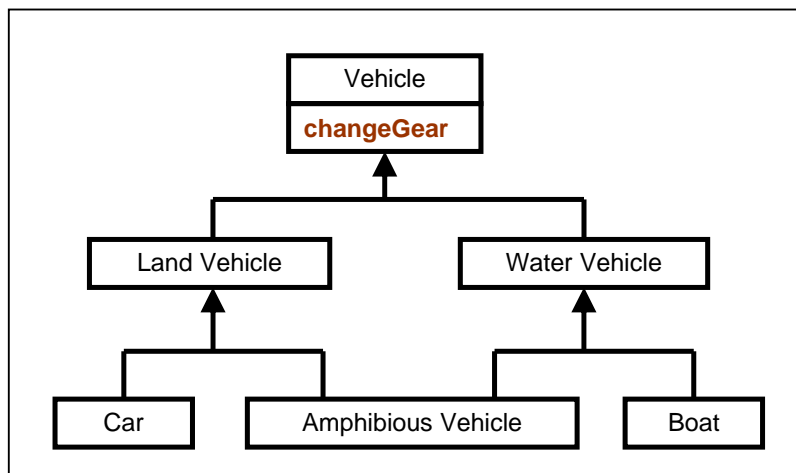 Vehicle
changeGear
Land Vehicle
Water Vehicle
Car
Amphibious Vehicle
Boat